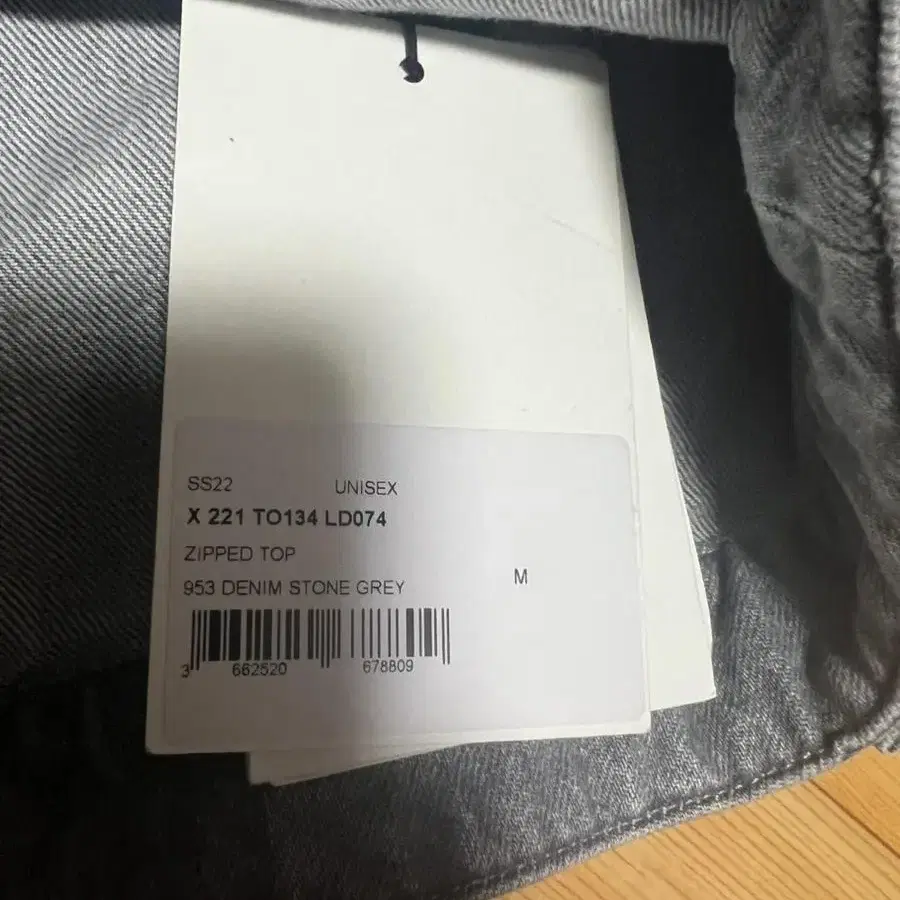 SS22 UNISEX
X 221 TO134 LD074
ZIPPED TOP
953 DENIM STONE GREY M
3 662520 678809